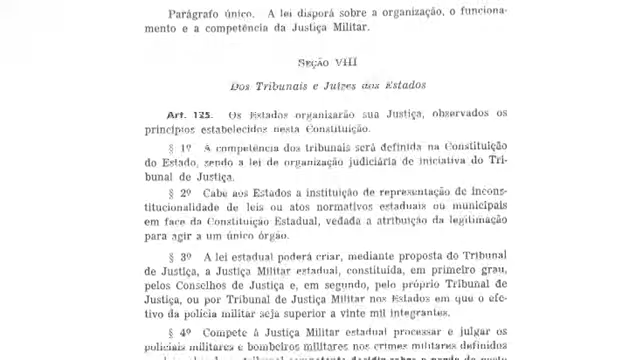 Parágrafo único. A lei disporá sobre a organização, o funciona-
mento e a competência da Justiça Militar.
Seção VIII
Dos Tribunais e Juízes dos Estados
Art. 125. Os Estados organizarão sua Justiça, observados os
princípios estabelecidos nesta Constituição.
§ 1º A competência dos tribunais será definida na Constituição
do Estado, sendo a lei de organização judiciária de iniciativa do Tri-
bunal de Justiça.
§ 2º Cabe aos Estados a instituição de representação de incons-
titucionalidade de leis ou atos normativos estaduais ou municipais
em face da Constituição Estadual, vedada a atribuição da legitimação
para agir a um único órgão.
§ 3º A lei estadual poderá criar, mediante proposta do Tribunal
de Justiça, a Justiça Militar estadual, constituída, em primeiro grau,
pelos Conselhos de Justiça e, em segundo, pelo próprio Tribunal de
Justiça, ou por Tribunal de Justiça Militar nos Estados em que o efe-
tivo da polícia militar seja superior a vinte mil integrantes.
§ 4º Compete à Justiça Militar estadual processar e julgar os
policiais militares e bombeiros militares nos crimes militares definidos